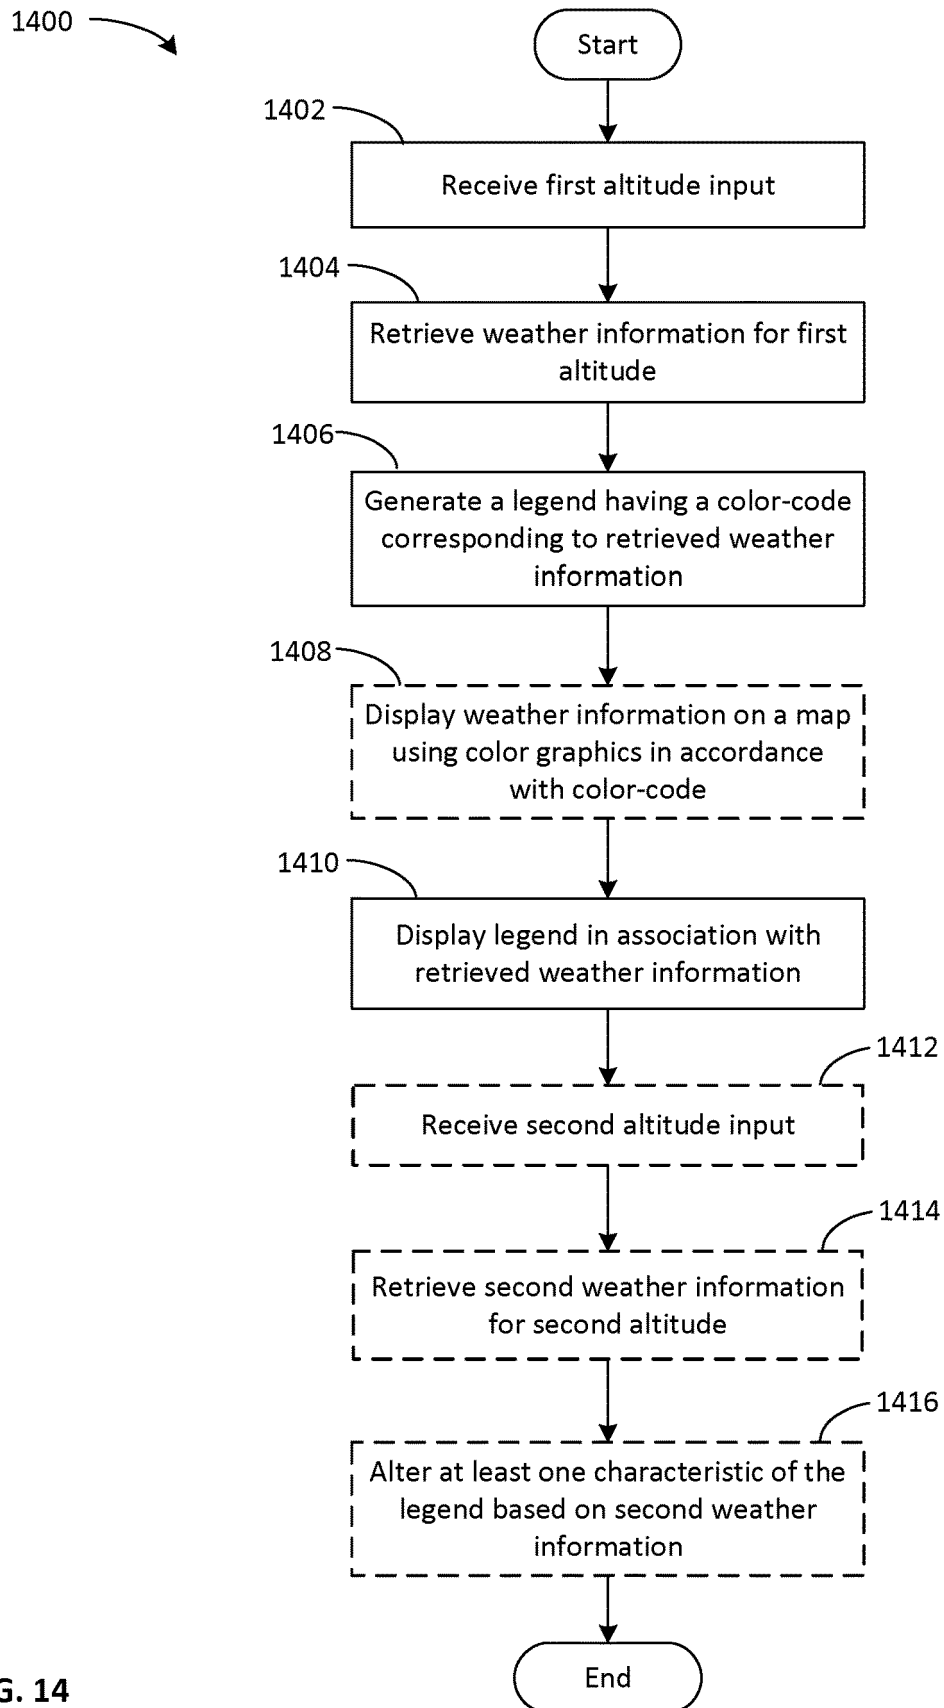 1400
Start
1402
Receive first altitude input
1404
Retrieve weather information for first
altitude
1406
Generate a legend having a color-code
corresponding to retrieved weather
information
1408
Display weather information on a map
using color graphics in accordance
with color-code
1410
Display legend in association with
retrieved weather information
1412
Receive second altitude input
1414
Retrieve second weather information
for second altitude
1416
Alter at least one characteristic of the
legend based on second weather
information
End
G. 14